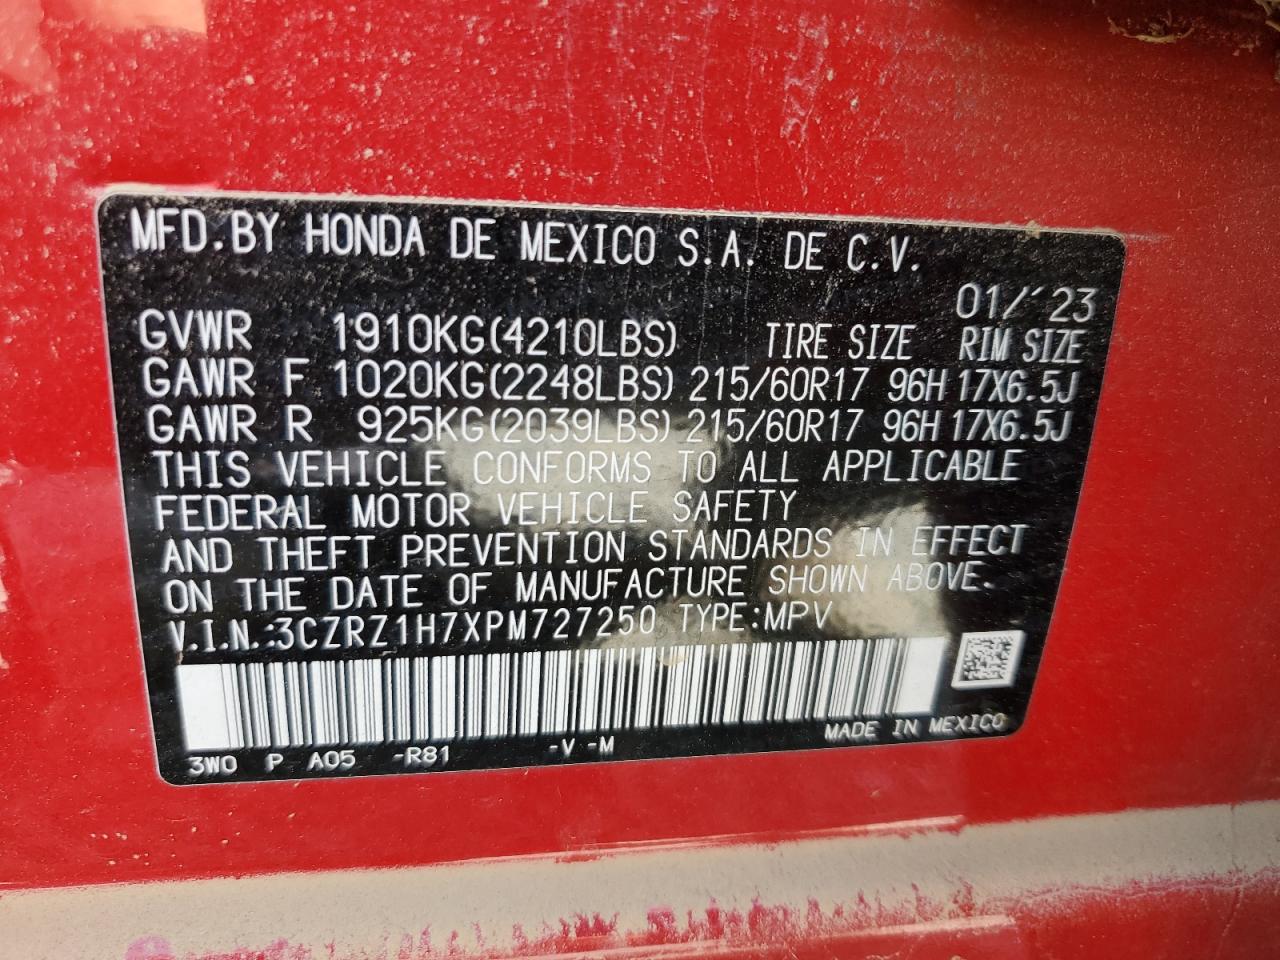 MFD.BY HONDA DE MEXICO S.A. DE C.V.
01/ 23
GVWR 1910KG(4210LBS) TIRE SIZE RIM SIZE
GAWR F 1020KG(2248LBS) 215/60R17 96H 17X6.5J
GAWR R 925KG(2039LBS) 215/60R17 96H 17X6.5J
THIS VEHICLE CONFORMS TO ALL APPLICABLE
FEDERAL MOTOR VEHICLE SAFETY
AND THEFT PREVENTION STANDARDS IN EFFECT
ON THE DATE OF MANUFACTURE SHOWN ABOVE.
V.I.N.:3CZRZ1H7XPM727250 TYPE:MPV
MADE IN MEXICO
3W0 P A05 -R81 -V -M